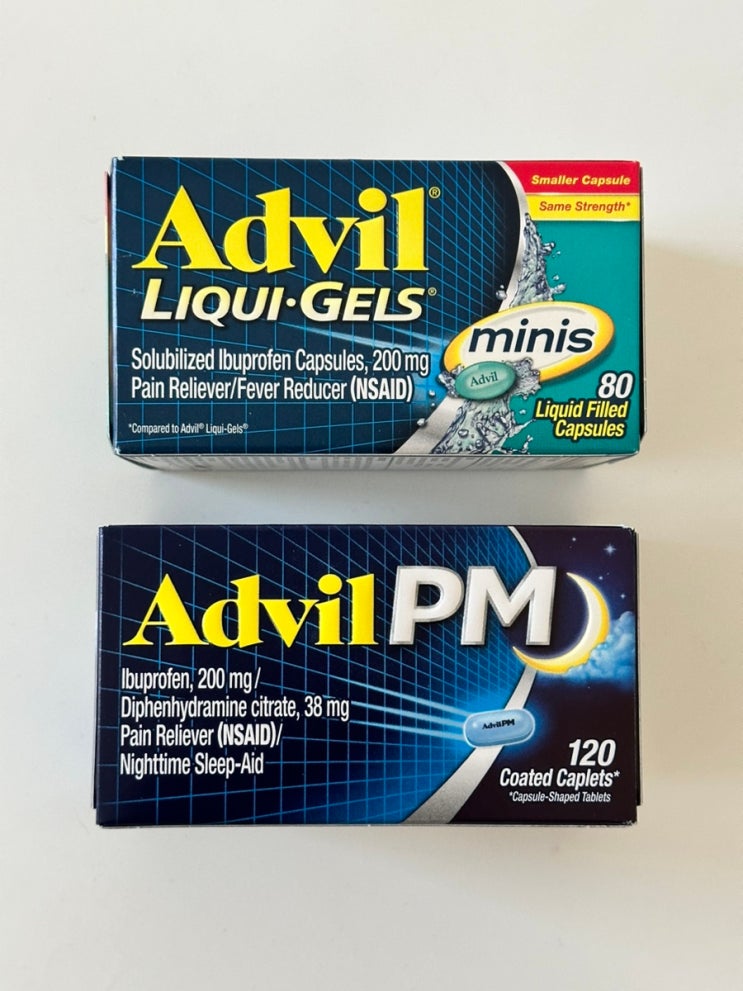 Smaller Capsule
Same Strength*
Advil®
LIQUI·GELS®
minis
Solubilized Ibuprofen Capsules, 200 mg
Pain Reliever/Fever Reducer (NSAID)
Advil
80
Liquid Filled
Capsules
*Compared to Advil® Liqui-Gels®
Advil PM
Ibuprofen, 200 mg/
Diphenhydramine citrate, 38 mg
Pain Reliever (NSAID)/
Nighttime Sleep-Aid
Advil PM
120
Coated Caplets*
*Capsule-Shaped Tablets